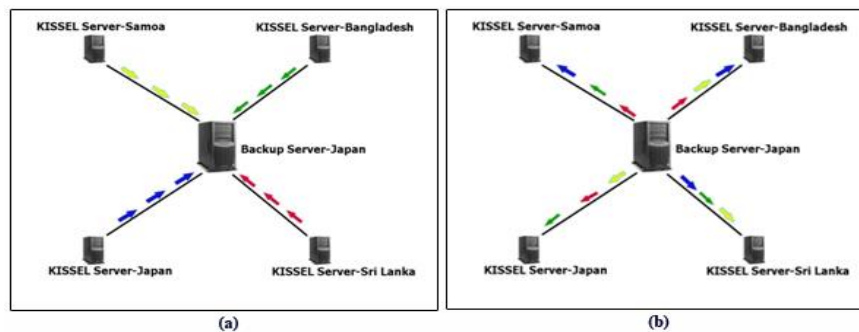 KISSEL Server-Samoa
KISSEL Server-Bangladesh
Backup Server-Japan
KISSEL Server-Japan
KISSEL Server-Sri Lanka
(a)
KISSEL Server-Samoa
KISSEL Server-Bangladesh
Backup Server-Japan
KISSEL Server-Japan
KISSEL Server-Sri Lanka
(b)